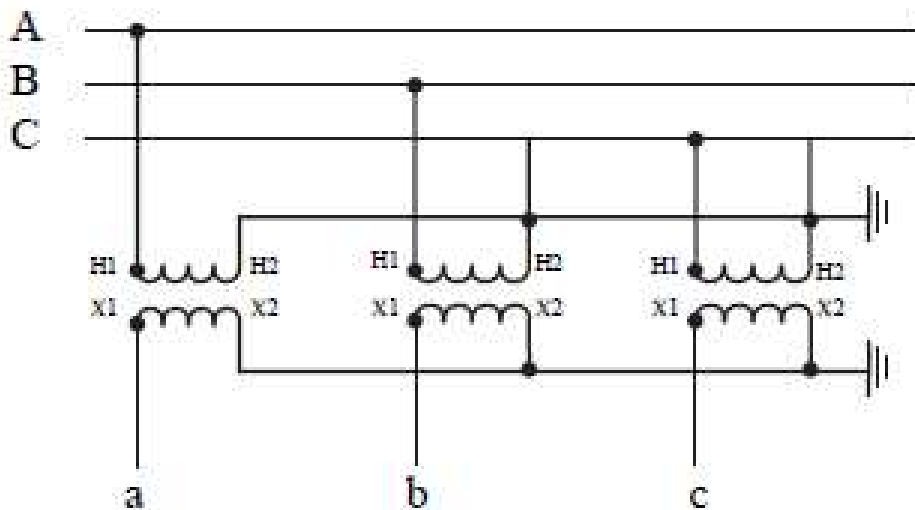 A
B
C
H1 H2 H1 H2 H1 H2
X1 X2 X1 X2 X1 X2
a b c